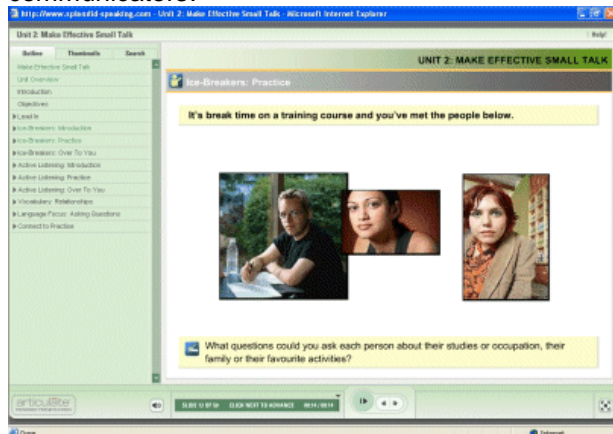 communicators.
http://www.splendid-speaking.com - Unit 2: Make Effective Small Talk - Microsoft Internet Explorer
Unit 2: Make Effective Small Talk
Help!
Outline Thumbnails Search
Make Effective Small Talk
Unit Overview
Introduction
Objectives
Lead In
Ice-Breakers: Introduction
Ice-Breakers: Practice
Ice-Breakers: Over To You
Active Listening: Introduction
Active Listening: Practice
Active Listening: Over To You
Vocabulary: Relationships
Language Focus: Asking Questions
Connect to Practice
UNIT 2: MAKE EFFECTIVE SMALL TALK
Ice-Breakers: Practice
It's break time on a training course and you've met the people below.
What questions could you ask each person about their studies or occupation, their
family or their favourite activities?
articulate
CLICK NEXT TO ADVANCE
Done
Internet